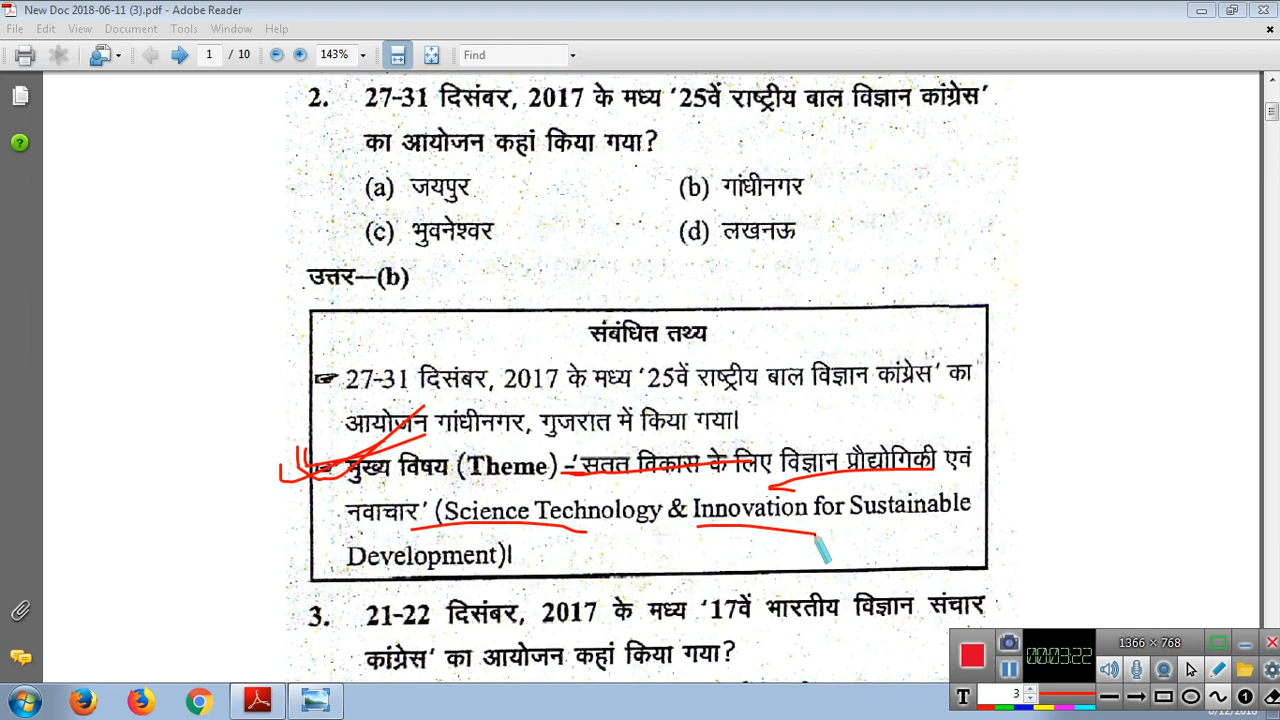 New Doc 2018-06-11 (3).pdf - Adobe Reader
File Edit View Document Tools Window Help
1 / 10 143% Find
2. 27-31 दिसंबर, 2017 के मध्य '25वें राष्ट्रीय बाल विज्ञान कांग्रेस'
का आयोजन कहां किया गया?
(a) जयपुर (b) गांधीनगर
(c) भुवनेश्वर (d) लखनऊ
उत्तर—(b)
संबंधित तथ्य
27-31 दिसंबर, 2017 के मध्य '25वें राष्ट्रीय बाल विज्ञान कांग्रेस' का
आयोजन गांधीनगर, गुजरात में किया गया।
मुख्य विषय (Theme) -'सतत विकास के लिए विज्ञान प्रौद्योगिकी एवं
नवाचार' (Science Technology & Innovation for Sustainable
Development)।
3. 21-22 दिसंबर, 2017 के मध्य '17वें भारतीय विज्ञान संचार
कांग्रेस' का आयोजन कहां किया गया?
1366 × 768
00:03:22
T 3